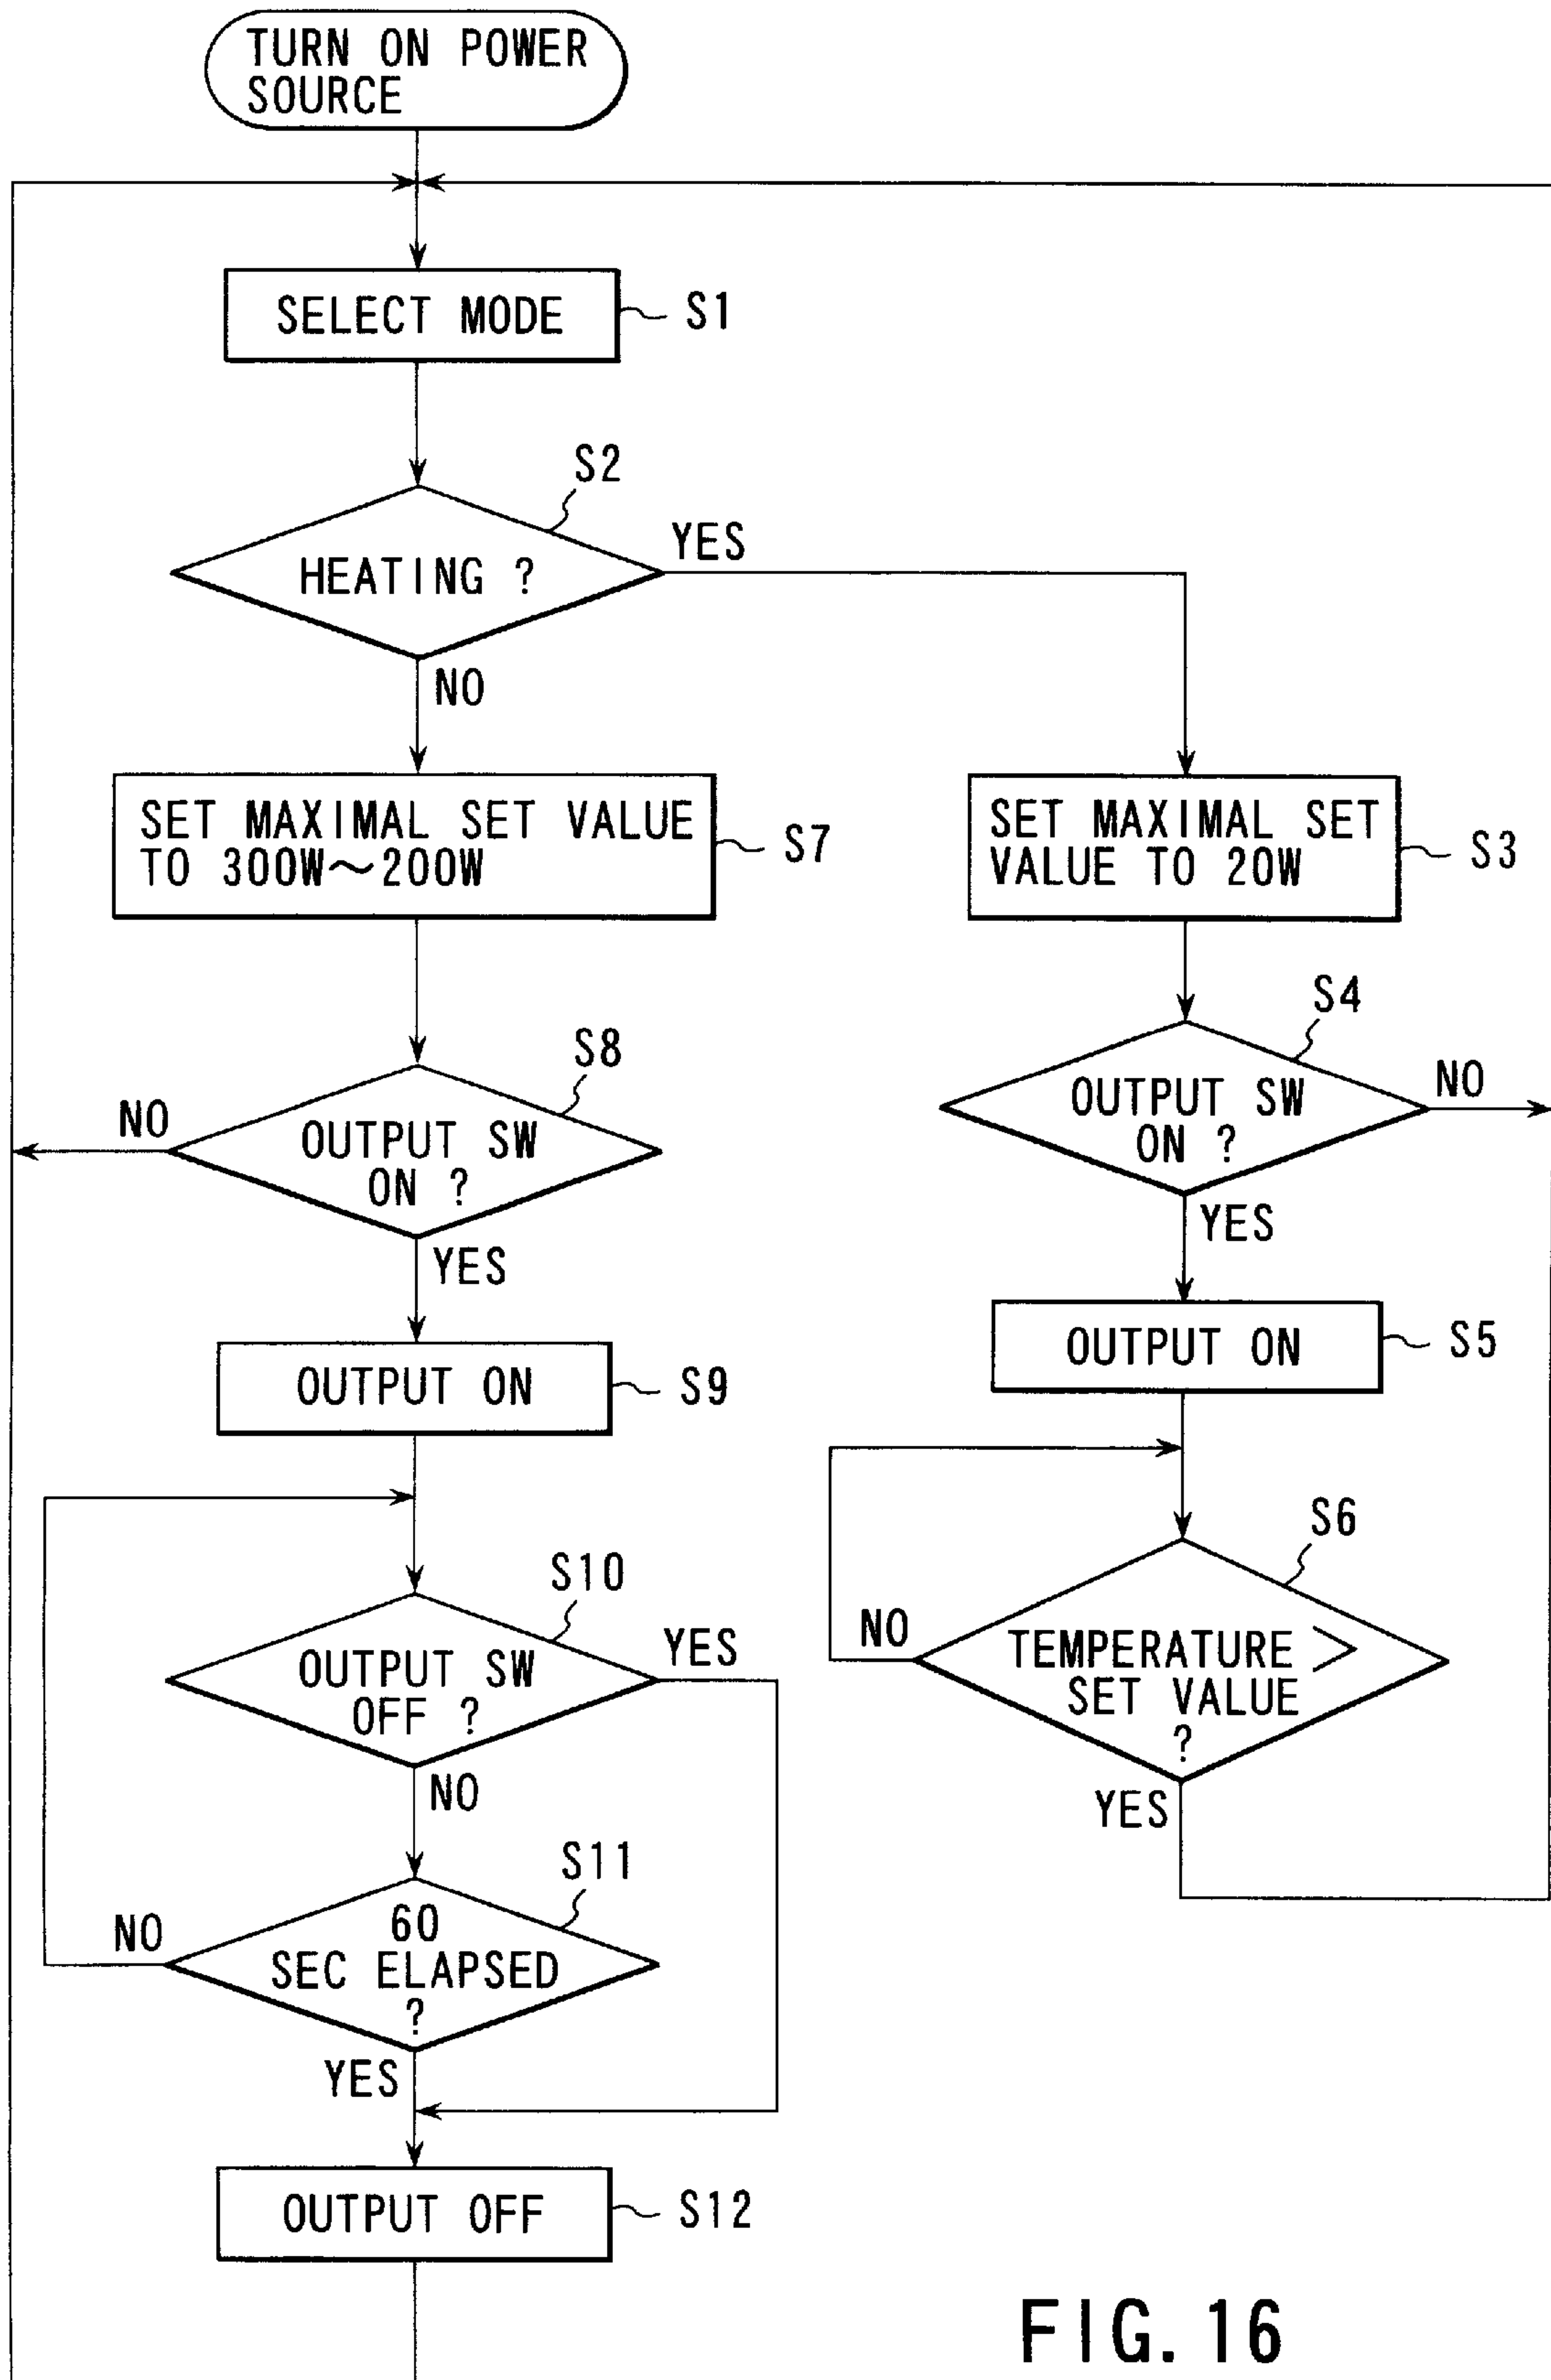 TURN ON POWER
SOURCE
SELECT MODE
S1
S2
HEATING ?
YES
NO
SET MAXIMAL SET VALUE
TO 300W~200W
S7
SET MAXIMAL SET
VALUE TO 20W
S3
S4
OUTPUT SW
ON ?
NO
YES
S8
NO
OUTPUT SW
ON ?
YES
OUTPUT ON
S5
OUTPUT ON
S9
S6
NO
TEMPERATURE >
SET VALUE
?
YES
S10
OUTPUT SW
OFF ?
YES
NO
S11
NO
60
SEC ELAPSED
?
YES
OUTPUT OFF
S12
FIG. 16